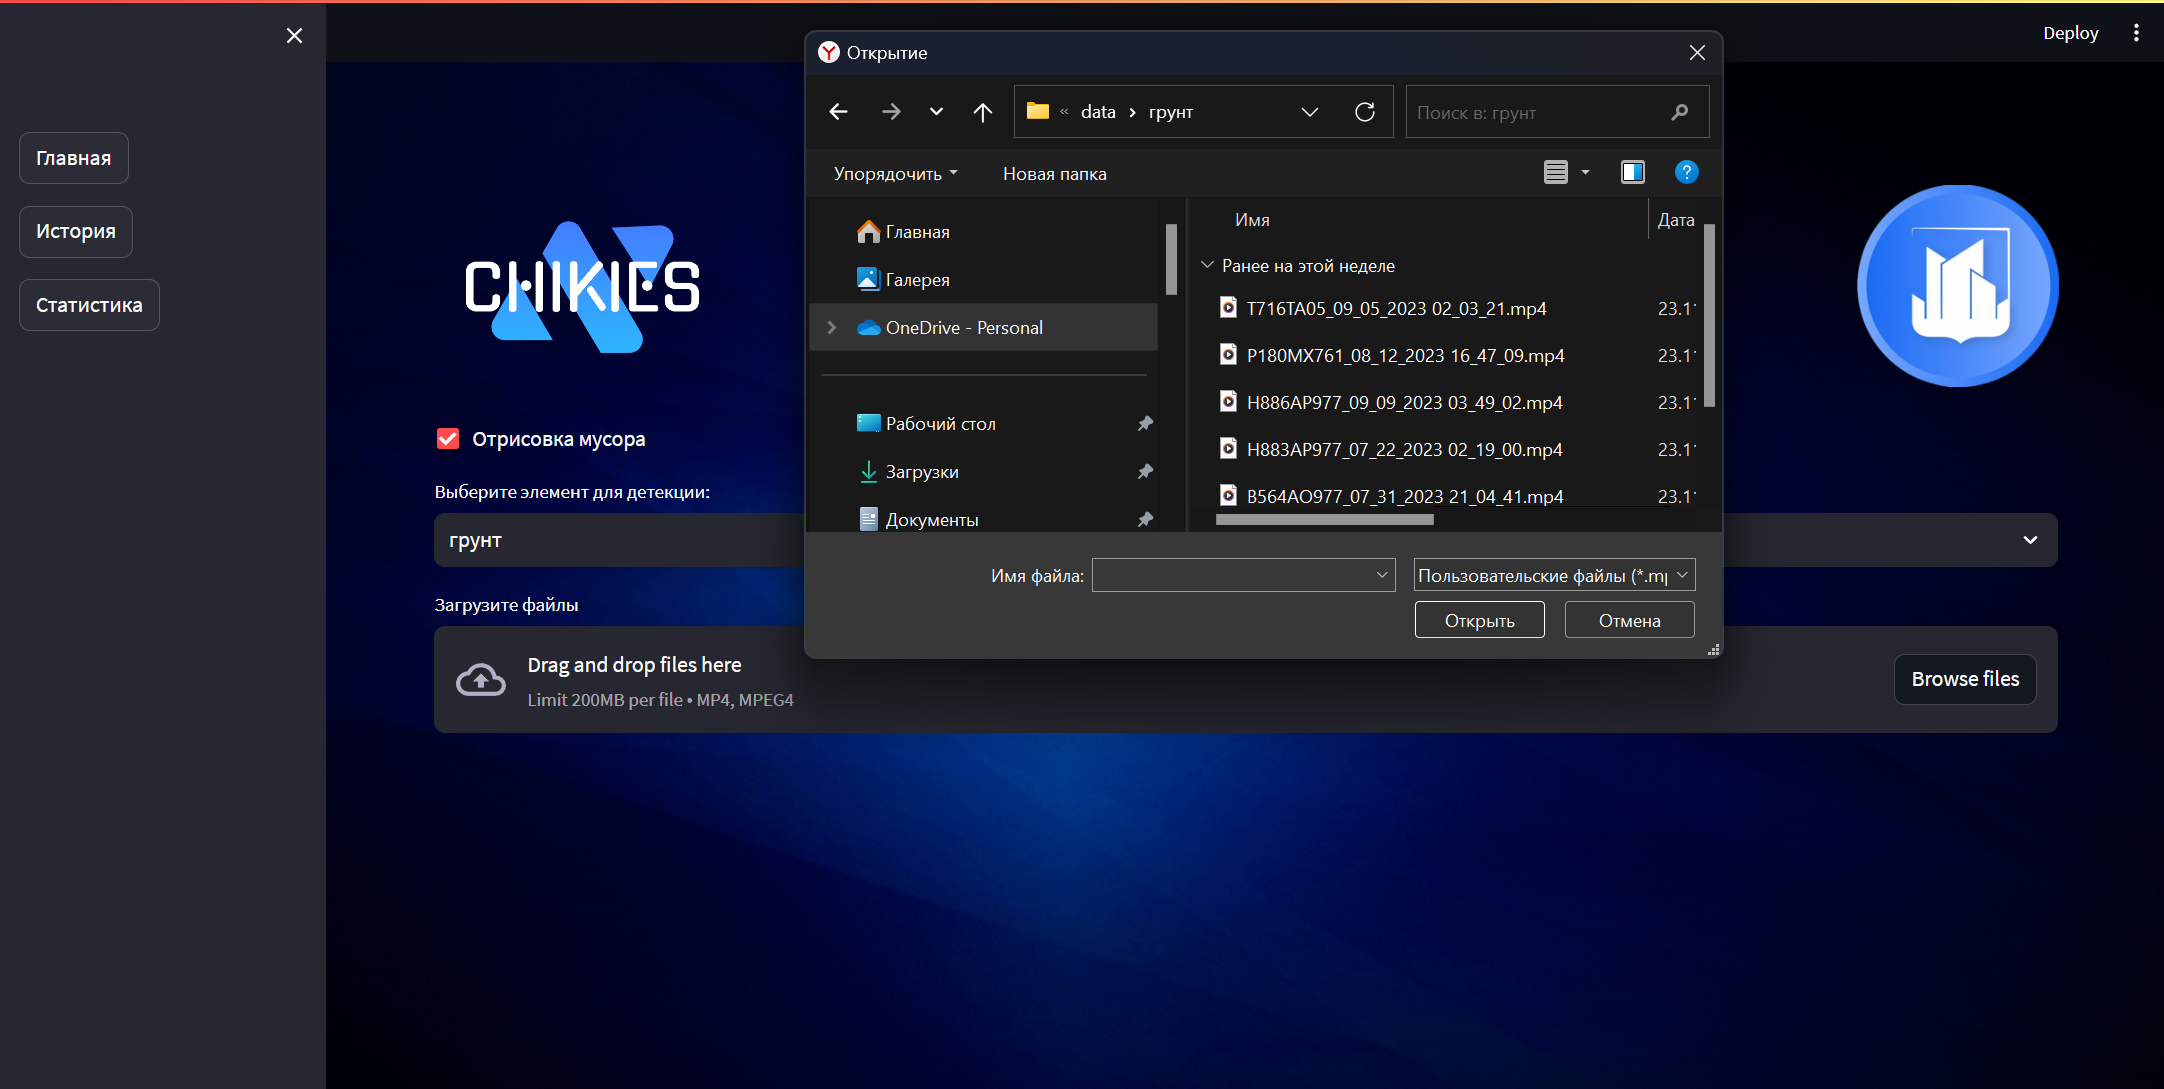 Deploy
Главная
История
Статистика
CHIKIES
Отрисовка мусора
Выберите элемент для детекции:
грунт
Загрузите файлы
Drag and drop files here
Limit 200MB per file • MP4, MPEG4
Browse files
Открытие
« data › грунт
Поиск в: грунт
Упорядочить
Новая папка
Главная
Галерея
OneDrive - Personal
Рабочий стол
Загрузки
Документы
Имя
Дата
Ранее на этой неделе
T716TA05_09_05_2023 02_03_21.mp4
23.1
P180MX761_08_12_2023 16_47_09.mp4
23.1
H886AP977_09_09_2023 03_49_02.mp4
23.1
H883AP977_07_22_2023 02_19_00.mp4
23.1
B564AO977_07_31_2023 21_04_41.mp4
23.1
Имя файла:
Пользовательские файлы (*.mp
Открыть
Отмена